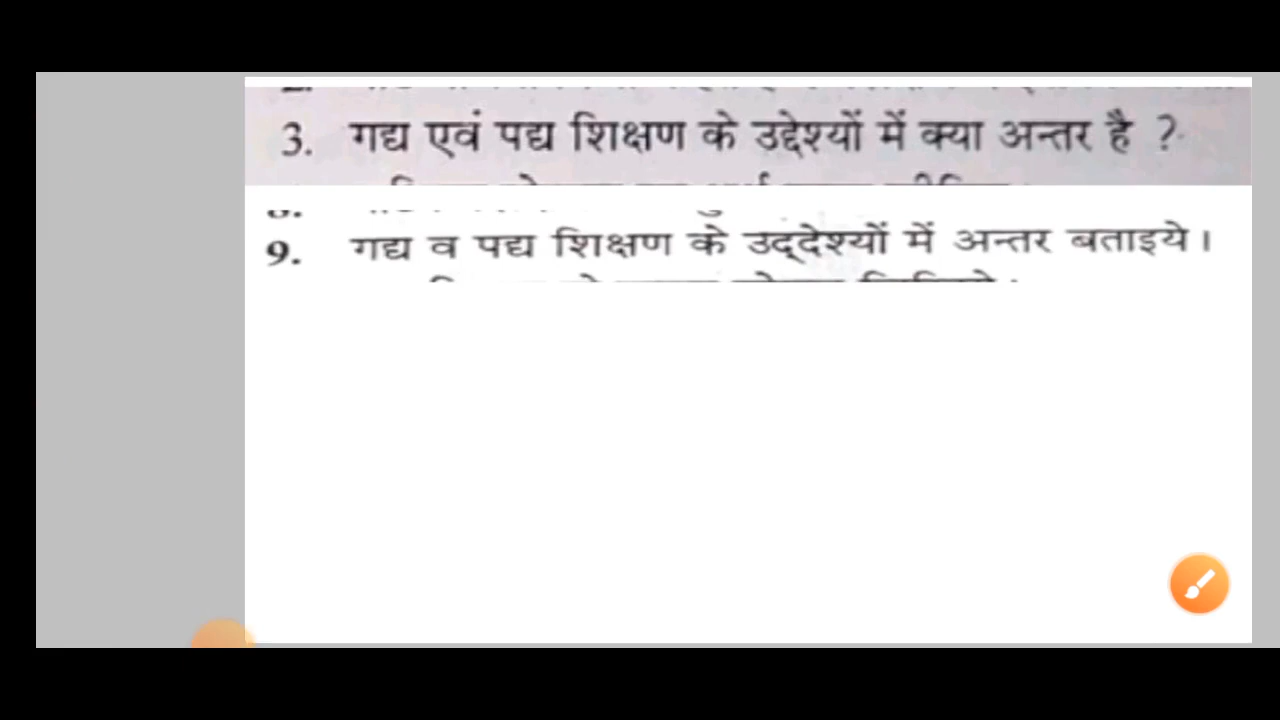 3. गद्य एवं पद्य शिक्षण के उद्देश्यों में क्या अन्तर है ?
9. गद्य व पद्य शिक्षण के उद्‌देश्यों में अन्तर बताइये।